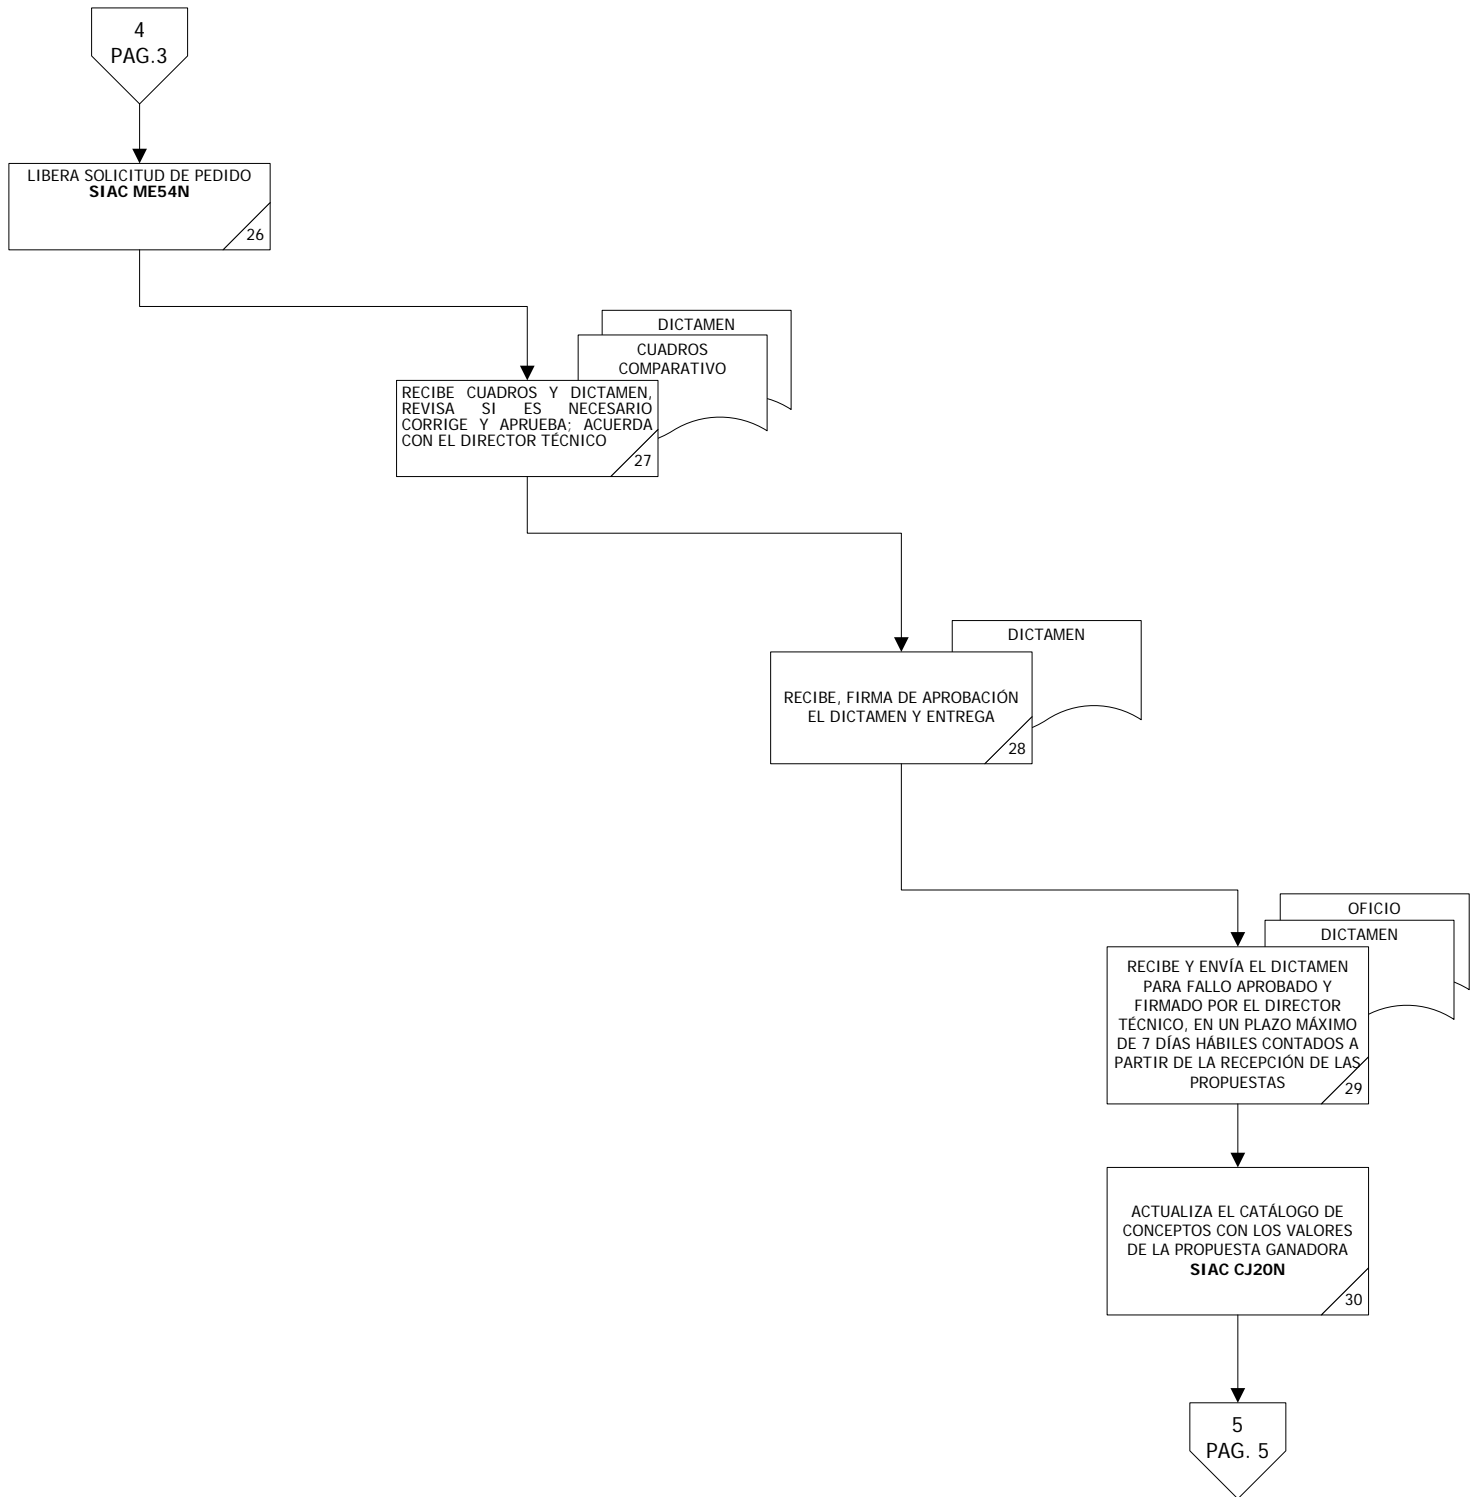 4
PAG.3
LIBERA SOLICITUD DE PEDIDO
SIAC ME54N
26
DICTAMEN
CUADROS
COMPARATIVO
RECIBE CUADROS Y DICTAMEN,
REVISA SI ES NECESARIO
CORRIGE Y APRUEBA; ACUERDA
CON EL DIRECTOR TÉCNICO
27
DICTAMEN
RECIBE, FIRMA DE APROBACIÓN
EL DICTAMEN Y ENTREGA
28
OFICIO
DICTAMEN
RECIBE Y ENVÍA EL DICTAMEN
PARA FALLO APROBADO Y
FIRMADO POR EL DIRECTOR
TÉCNICO, EN UN PLAZO MÁXIMO
DE 7 DÍAS HÁBILES CONTADOS A
PARTIR DE LA RECEPCIÓN DE LAS
PROPUESTAS
29
ACTUALIZA EL CATÁLOGO DE
CONCEPTOS CON LOS VALORES
DE LA PROPUESTA GANADORA
SIAC CJ20N
30
5
PAG. 5